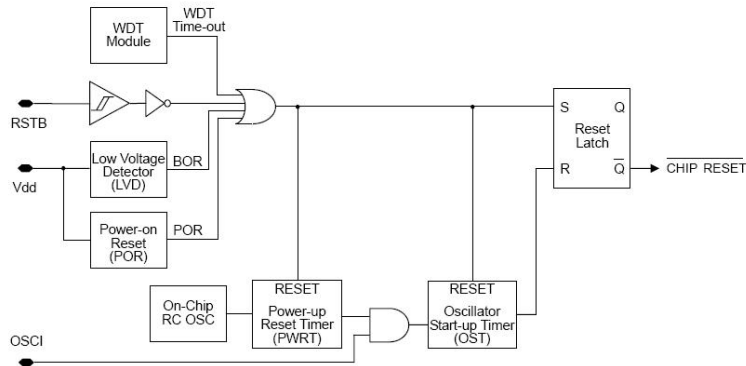 WDT
Module
WDT
Time-out
RSTB
Vdd
Low Voltage
Detector
(LVD)
BOR
Power-on
Reset
(POR)
POR
S
Q
Reset
Latch
R
Q
CHIP RESET
On-Chip
RC OSC
RESET
Power-up
Reset Timer
(PWRT)
RESET
Oscillator
Start-up Timer
(OST)
OSCI